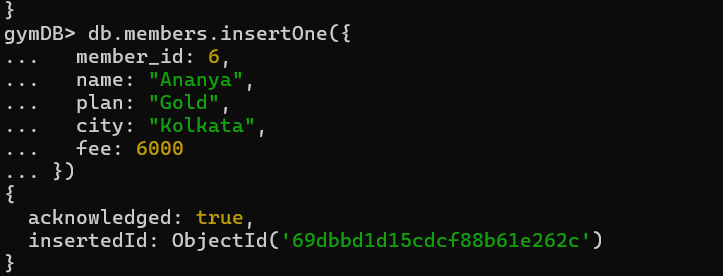 }
gymDB> db.members.insertOne({
...   member_id: 6,
...   name: "Ananya",
...   plan: "Gold",
...   city: "Kolkata",
...   fee: 6000
... })
{
  acknowledged: true,
  insertedId: ObjectId('69dbbd1d15cdcf88b61e262c')
}